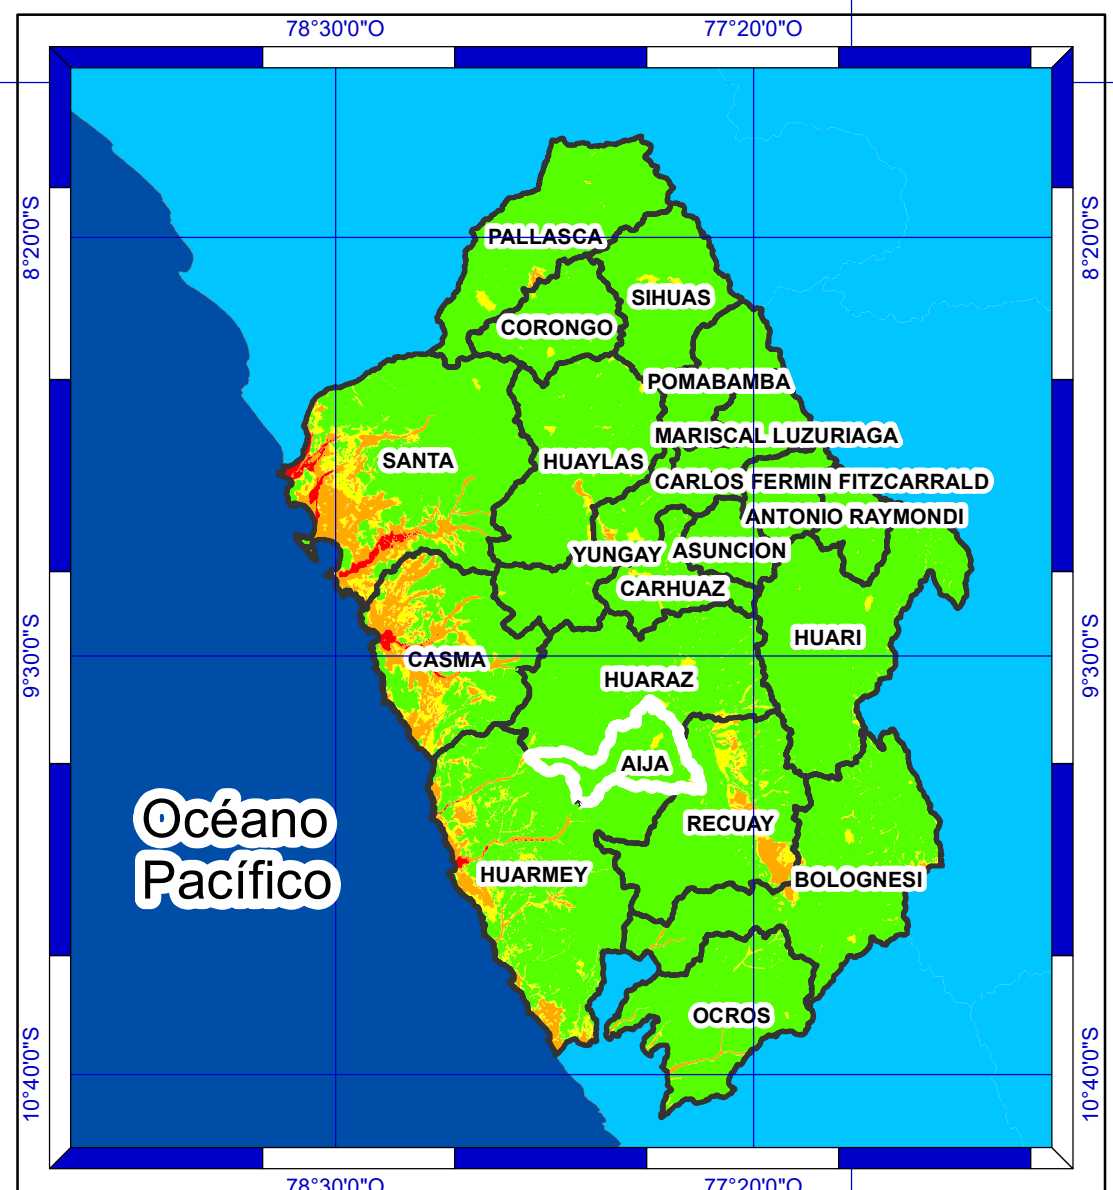 78°30'0"O 77°20'0"O
8°20'0"S 8°20'0"S
PALLASCA
SIHUAS
CORONGO
POMABAMBA
MARISCAL LUZURIAGA
SANTA HUAYLAS
CARLOS FERMIN FITZCARRALD
ANTONIO RAYMONDI
YUNGAY ASUNCION
CARHUAZ
HUARI
9°30'0"S 9°30'0"S
CASMA
HUARAZ
AIJA
Océano
Pacífico
RECUAY
HUARMEY
BOLOGNESI
OCROS
10°40'0"S 10°40'0"S
78°30'0"O 77°20'0"O